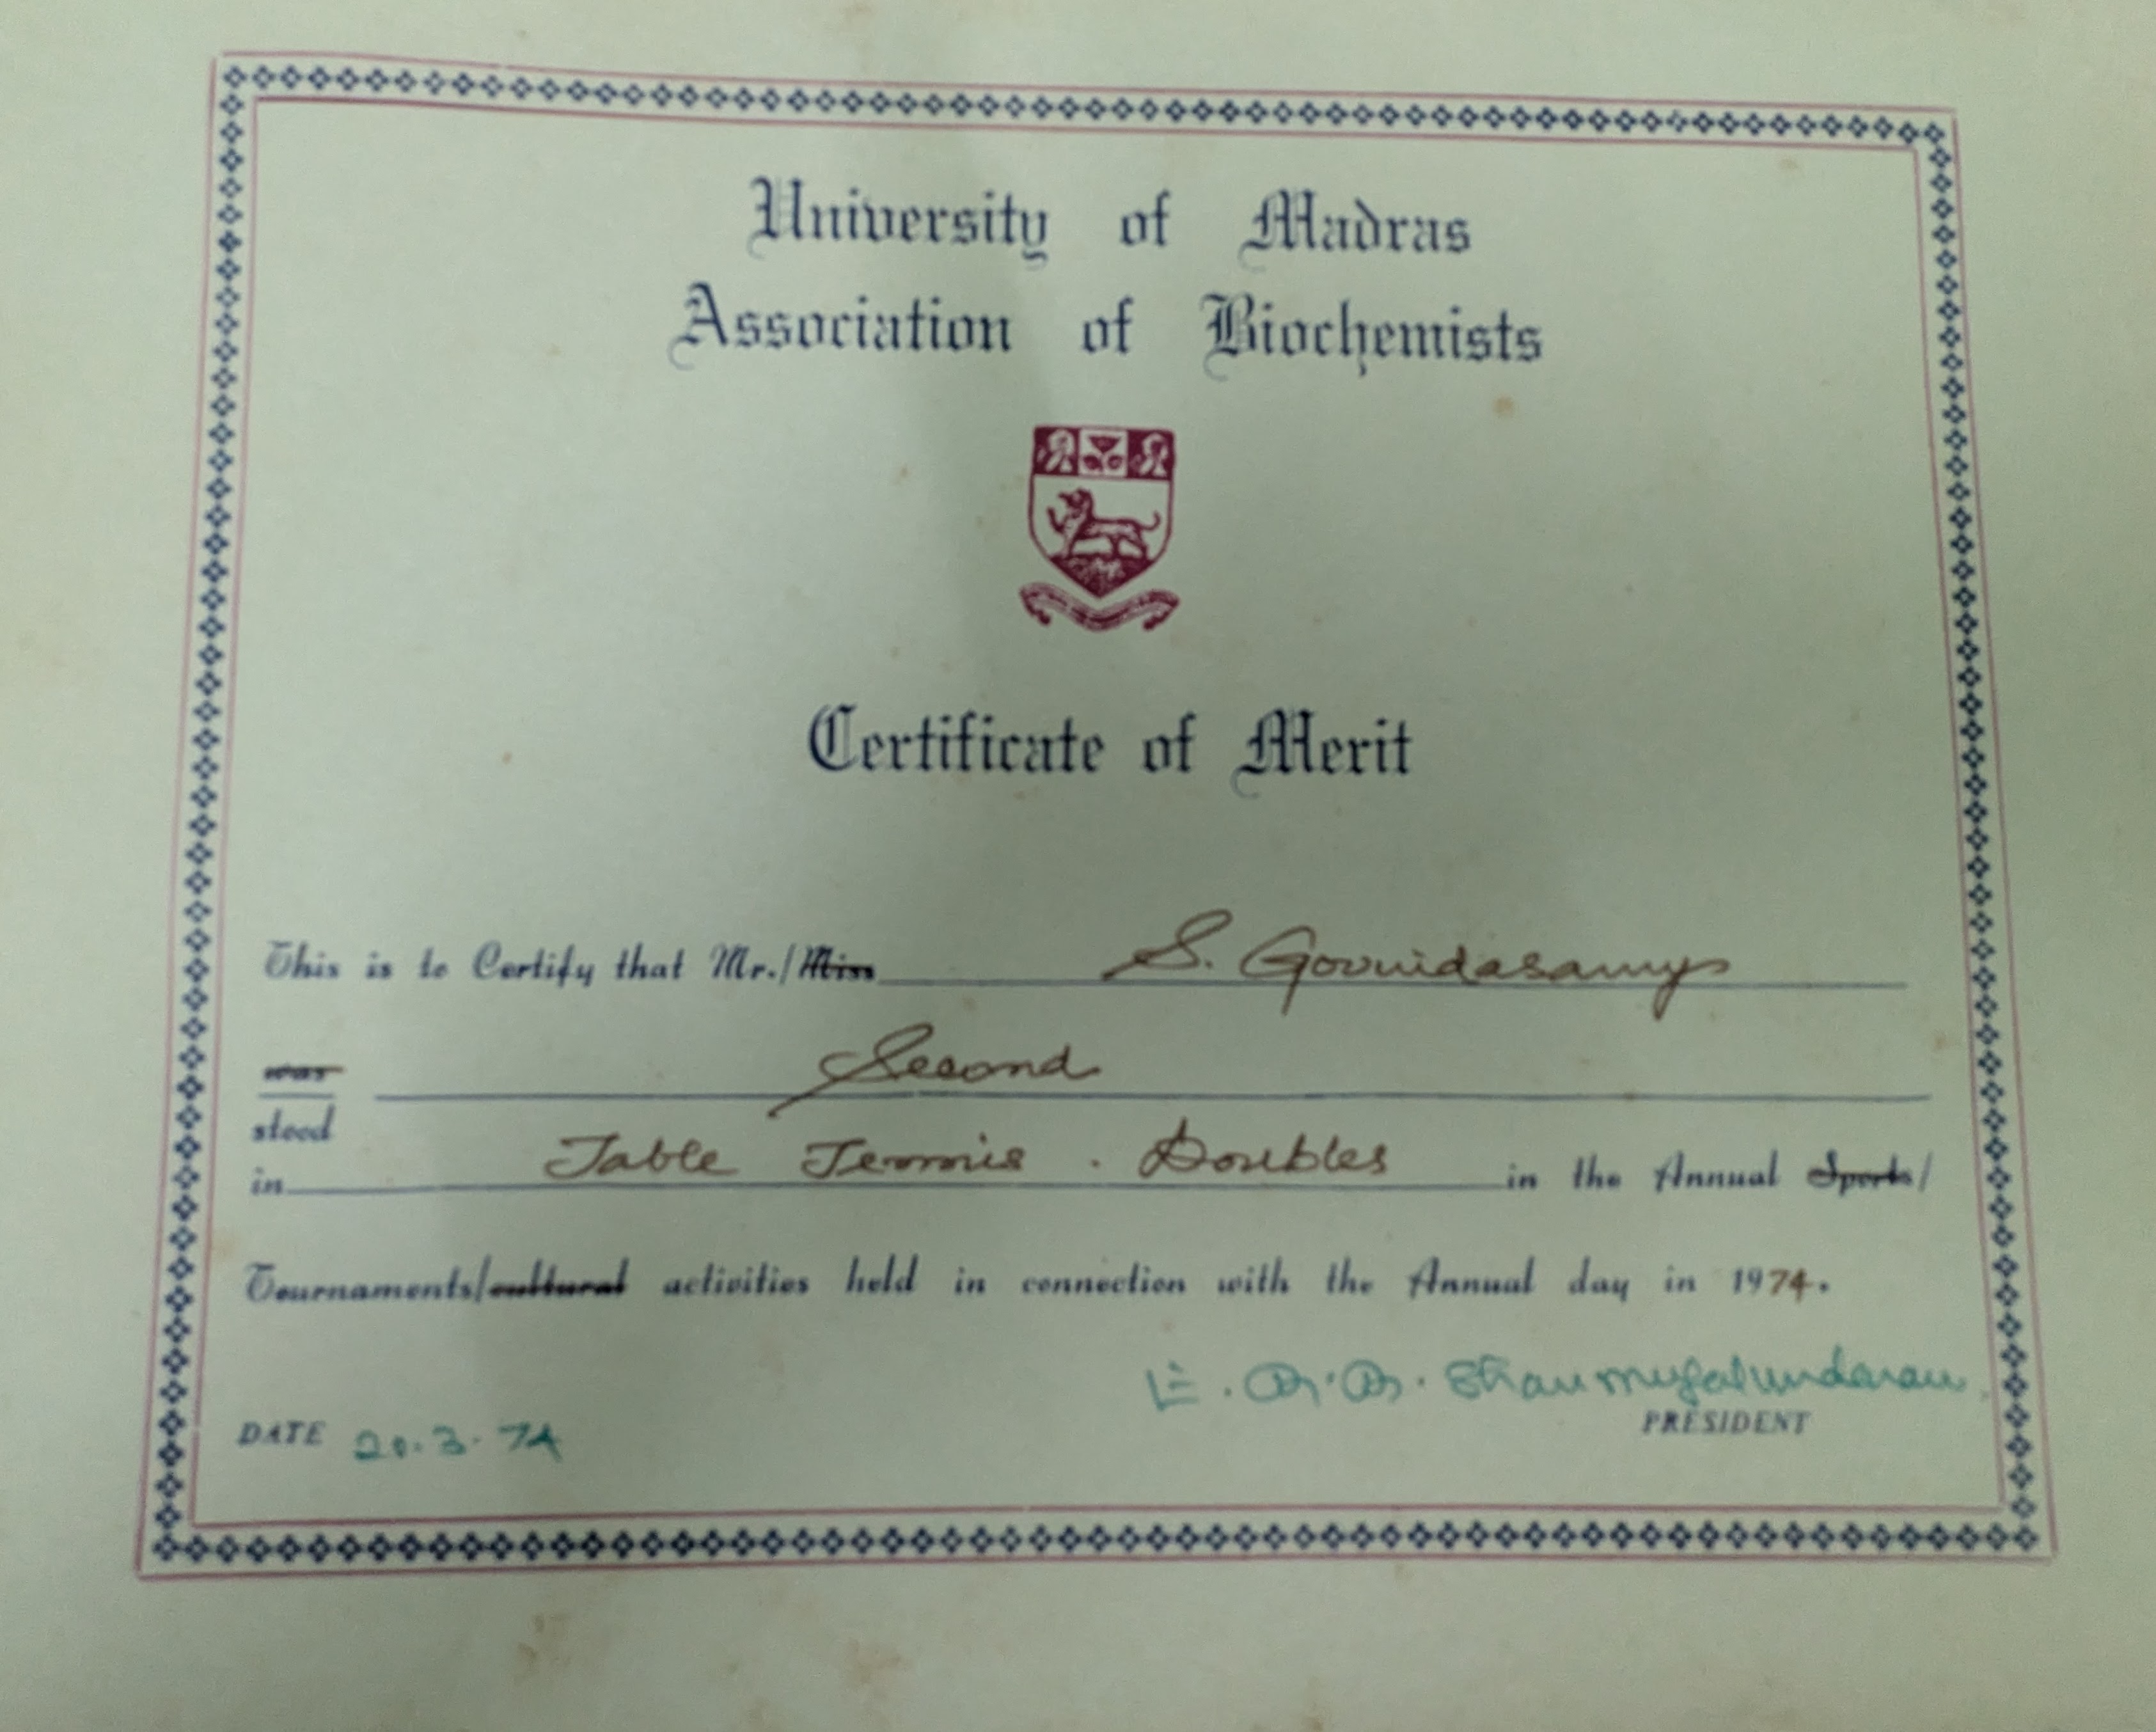 University of Madras
Association of Biochemists
Certificate of Merit
This is to Certify that Mr./Miss S. Govindasamy
was Second
stood
in Table Tennis . Doubles in the Annual Sports/
Tournaments/cultural activities held in connection with the Annual day in 1974.
Shanmugasundaram
PRESIDENT
DATE 20.3.74